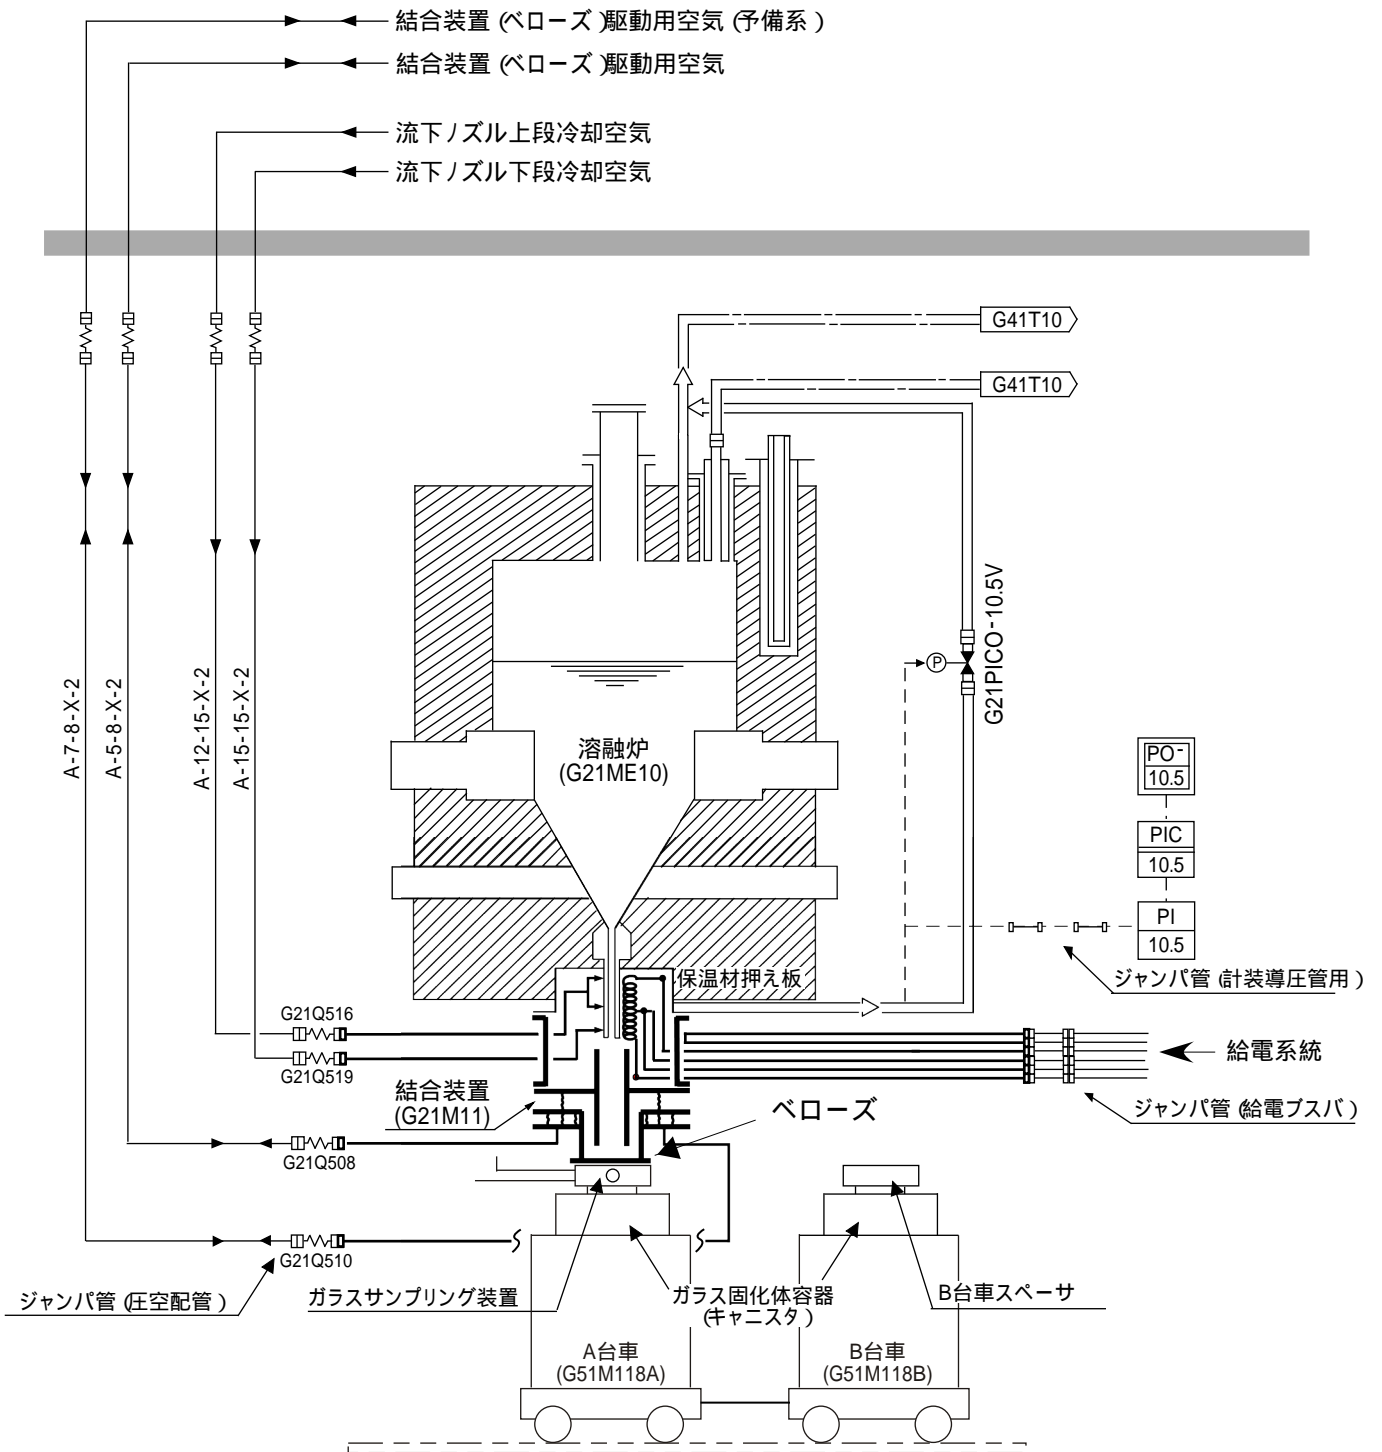 結合装置(ベローズ)駆動用空気(予備系)
結合装置(ベローズ)駆動用空気
流下ノズル上段冷却空気
流下ノズル下段冷却空気
G41T10
G41T10
G21PICO-10.5V
P
A-7-8-X-2
A-5-8-X-2
A-12-15-X-2
A-15-15-X-2
溶融炉
(G21ME10)
PO-
10.5
PIC
10.5
PI
10.5
ジャンパ管(計装導圧管用)
保温材押え板
G21Q516
G21Q519
給電系統
結合装置
(G21M11)
ベローズ
ジャンパ管(給電ブスバ)
G21Q508
G21Q510
ジャンパ管(圧空配管)
ガラスサンプリング装置
ガラス固化体容器
(キャニスタ)
B台車スペーサ
A台車
(G51M118A)
B台車
(G51M118B)